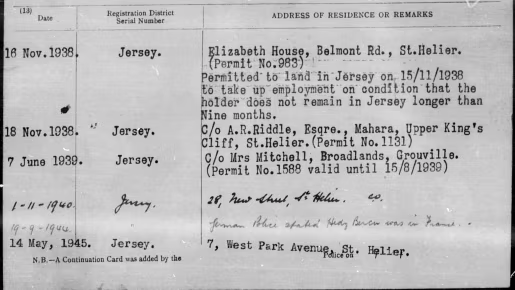 (13)
Date Registration District Serial Number ADDRESS OF RESIDENCE OR REMARKS
16 Nov.1938. Jersey. Elizabeth House, Belmont Rd., St.Helier.
(Permit No.983)
Permitted to land in Jersey on 15/11/1938
to take up employment on condition that the
holder does not remain in Jersey longer than
Nine months.
18 Nov.1938. Jersey. C/o A.R.Riddle, Esqre., Mahara, Upper King's
Cliff, St.Helier.(Permit No.1131)
7 June 1939. Jersey. C/o Mrs Mitchell, Broadlands, Grouville.
(Permit No.1588 valid until 15/8/1939)
1-11-1940 Jersey. 28, New Street, St Helier.
19-9-1944 German Police stated Hedy Bercu was in France.
14 May, 1945. Jersey. 7, West Park Avenue, St. Helier.
N.B.—A Continuation Card was added by the Police on